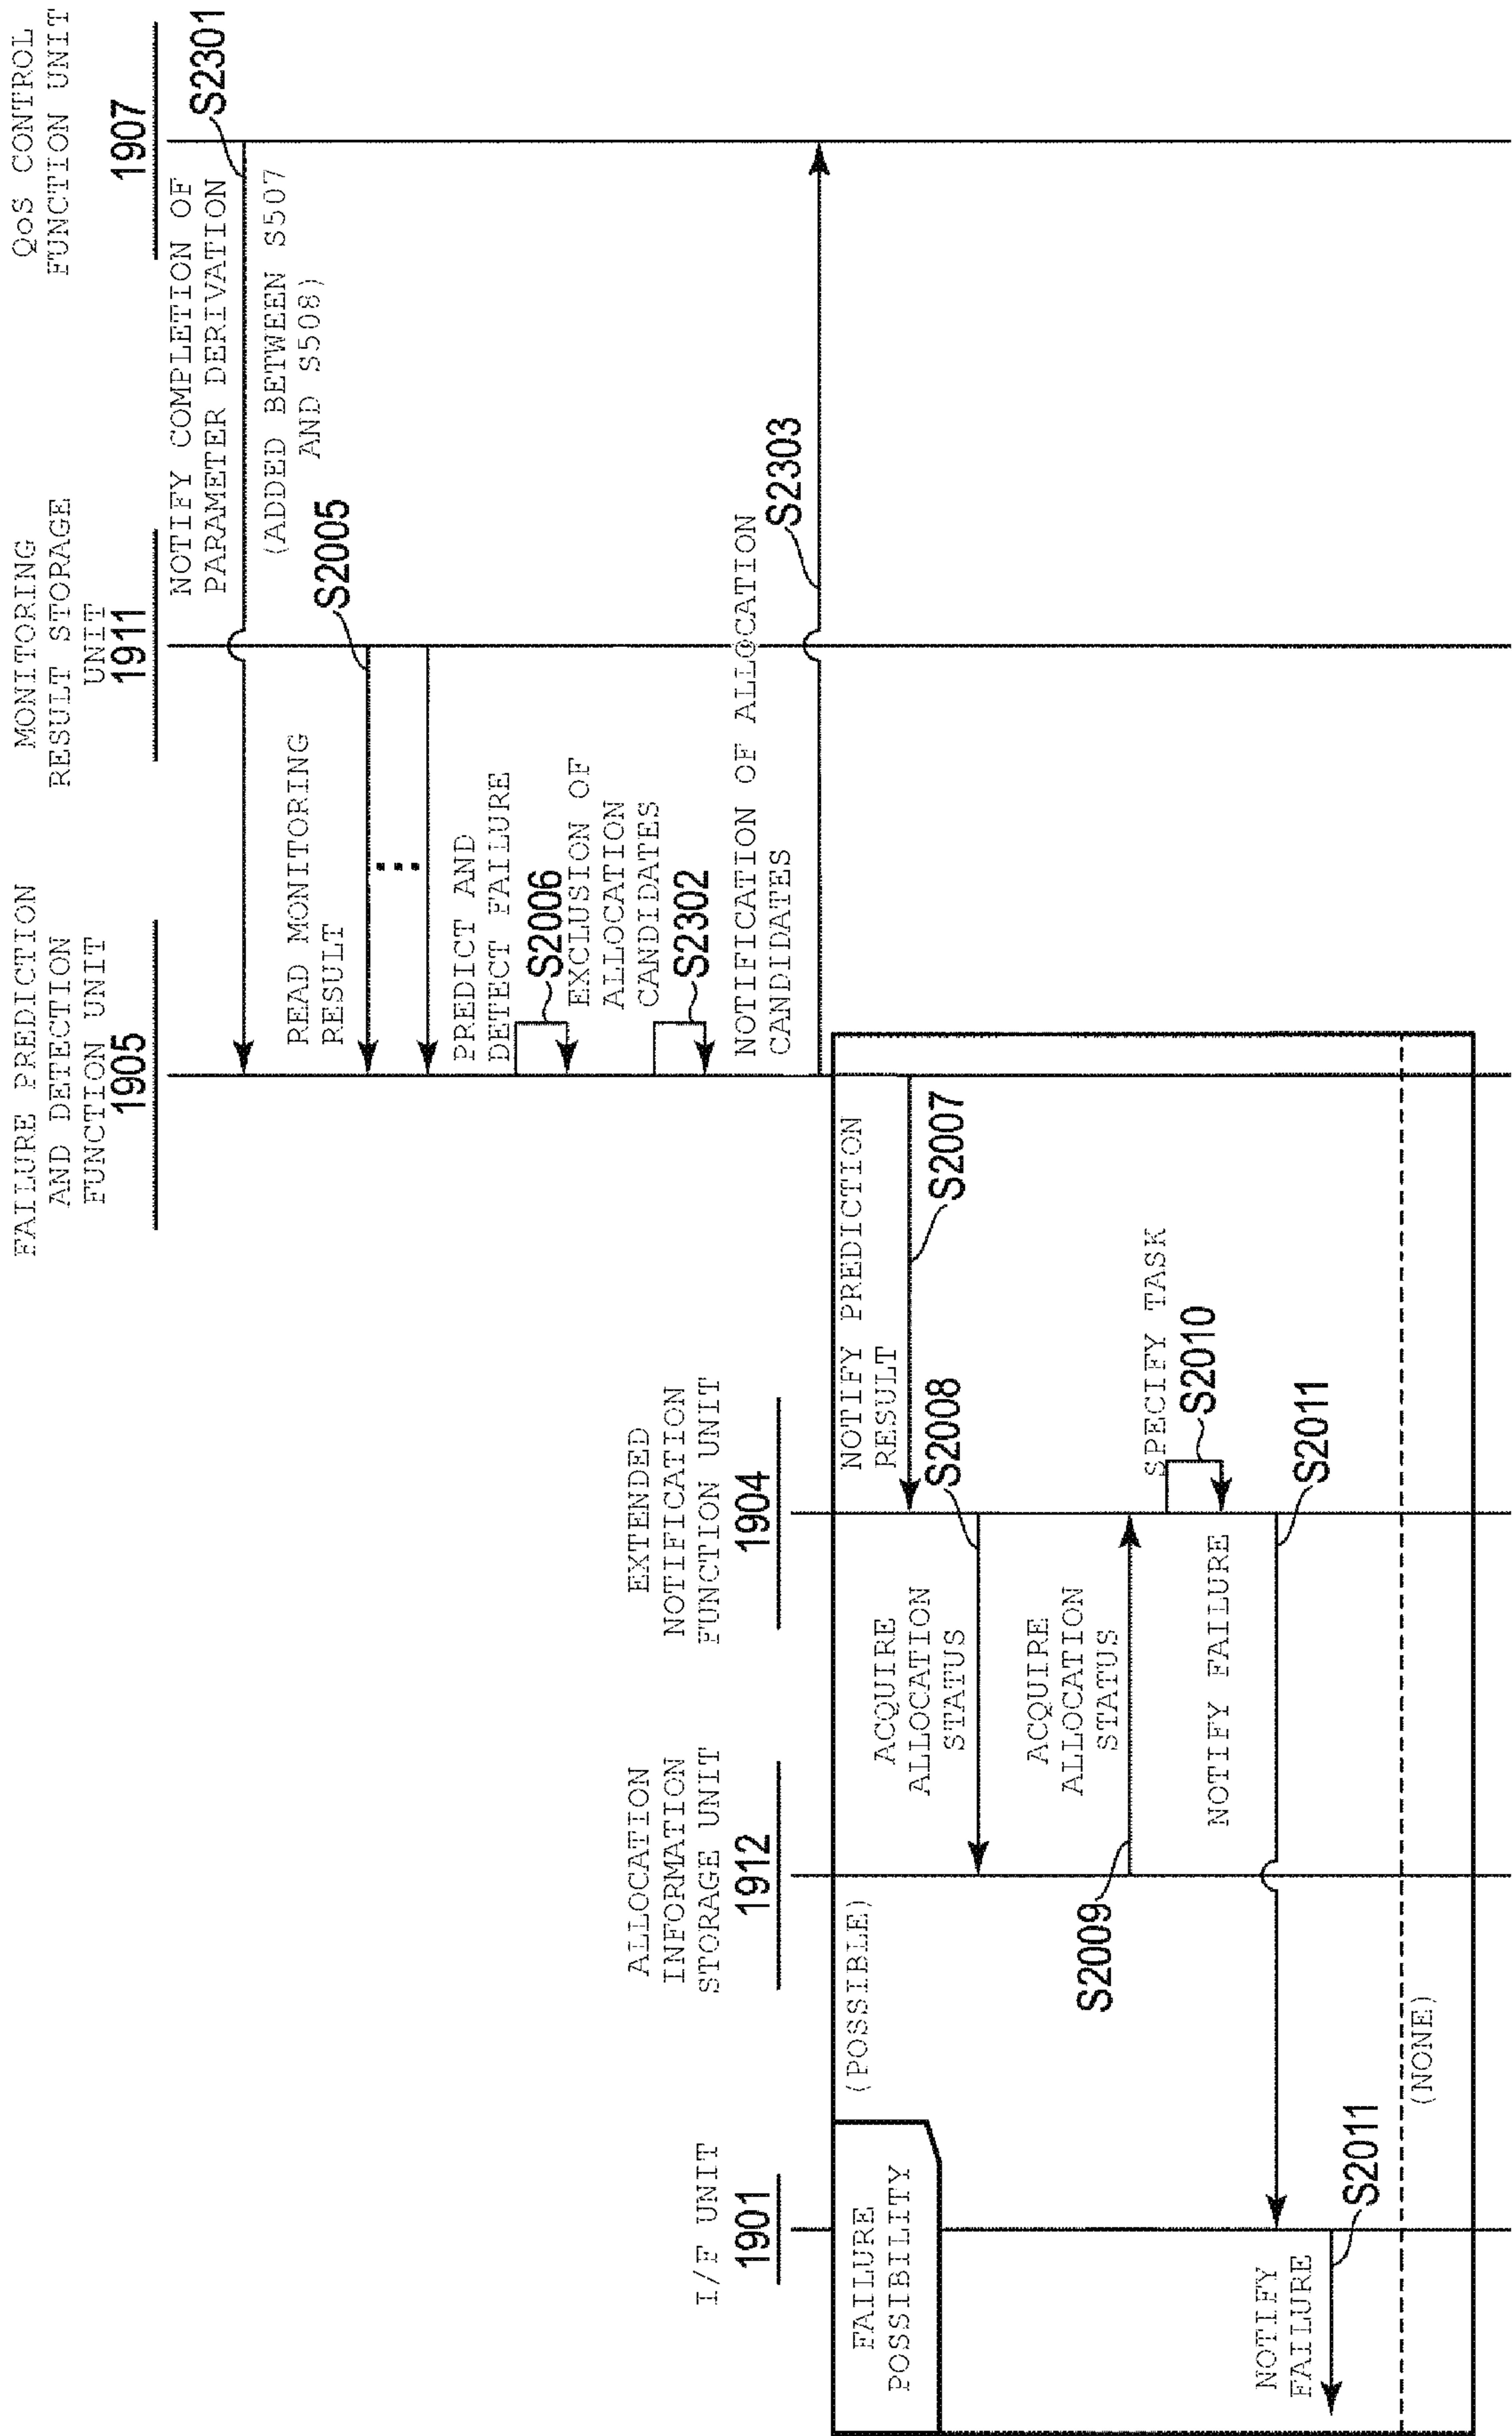 I/F UNIT
1901
ALLOCATION
INFORMATION
STORAGE UNIT
1912
EXTENDED
NOTIFICATION
FUNCTION UNIT
1904
FAILURE PREDICTION
AND DETECTION
FUNCTION UNIT
1905
MONITORING
RESULT STORAGE
UNIT
1911
QoS CONTROL
FUNCTION UNIT
1907
NOTIFY COMPLETION OF
PARAMETER DERIVATION
S2301
(ADDED BETWEEN S507
AND S508)
READ MONITORING
RESULT
S2005
PREDICT AND
DETECT FAILURE
S2006
EXCLUSION OF
ALLOCATION
CANDIDATES
S2302
NOTIFICATION OF ALLOCATION
CANDIDATES
S2303
FAILURE
POSSIBILITY
(POSSIBLE)
NOTIFY PREDICTION
RESULT
S2007
ACQUIRE
ALLOCATION
STATUS
S2008
ACQUIRE
ALLOCATION
STATUS
S2009
SPECIFY TASK
S2010
NOTIFY FAILURE
S2011
NOTIFY
FAILURE
S2011
(NONE)